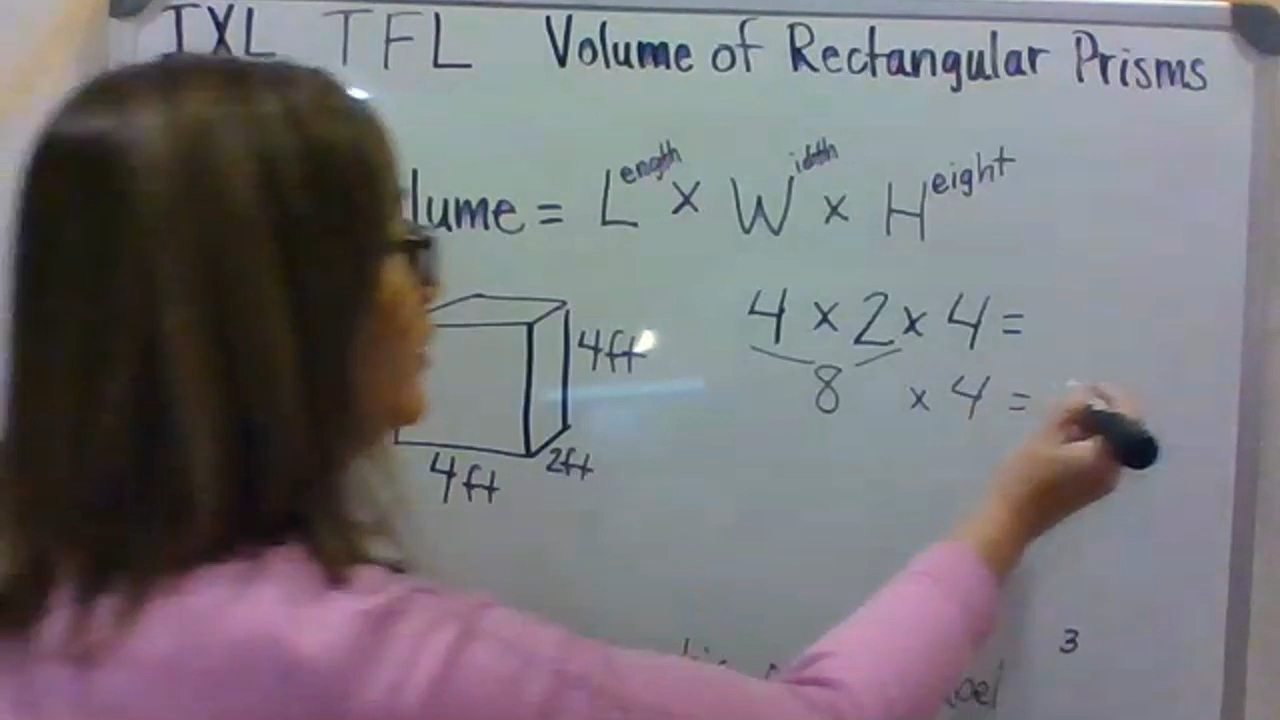 IXL TFL Volume of Rectangular Prisms
lume = Length x Width x Height
4 x 2 x 4 =
4ft
8 x 4 =
2ft
4ft
3